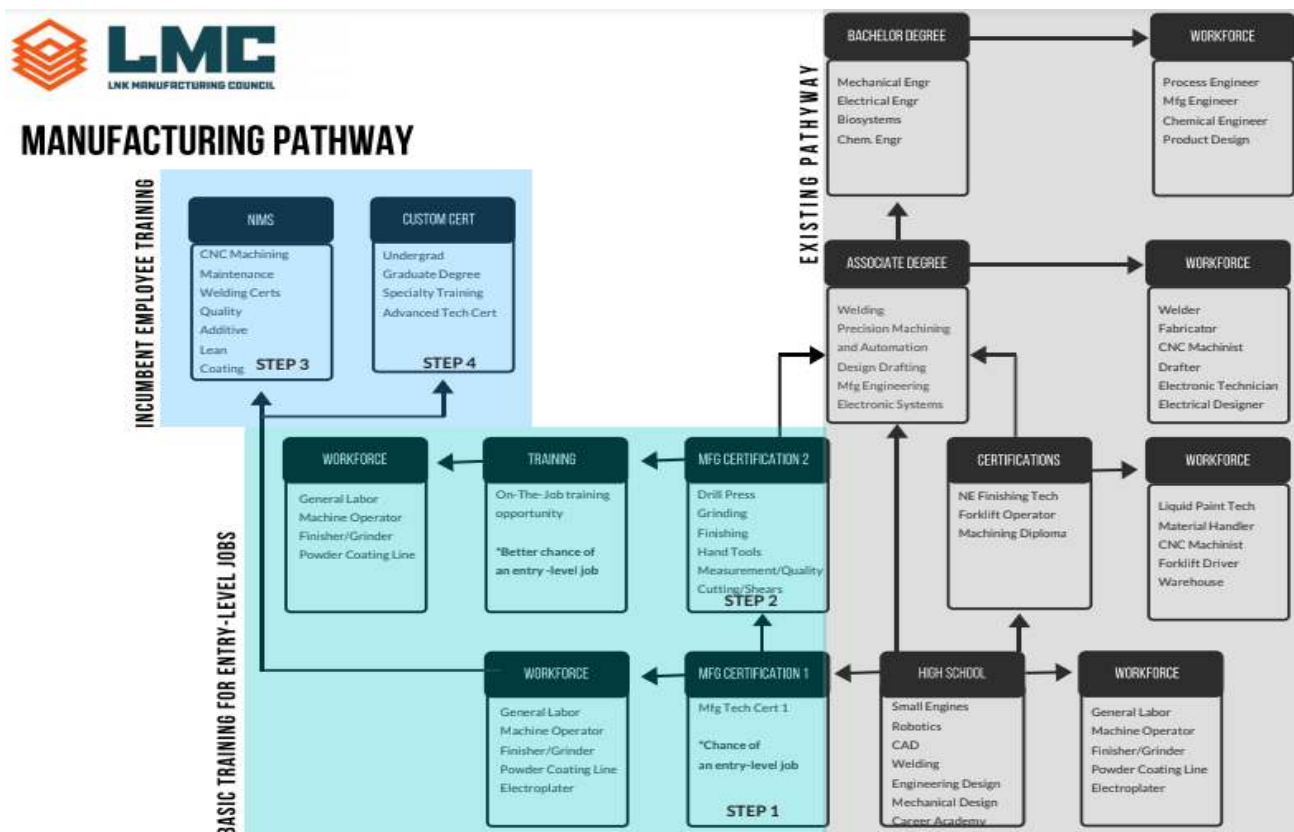 LMC
LNK MANUFACTURING COUNCIL
MANUFACTURING PATHWAY
INCUMBENT EMPLOYEE TRAINING
NIMS
CNC Machining
Maintenance
Welding Certs
Quality
Additive
Lean
Coating
STEP 3
CUSTOM CERT
Undergrad
Graduate Degree
Specialty Training
Advanced Tech Cert
STEP 4
EXISTING PATHYWAY
BACHELOR DEGREE
Mechanical Engr
Electrical Engr
Biosystems
Chem. Engr
WORKFORCE
Process Engineer
Mfg Engineer
Chemical Engineer
Product Design
ASSOCIATE DEGREE
Welding
Precision Machining
and Automation
Design Drafting
Mfg Engineering
Electronic Systems
WORKFORCE
Welder
Fabricator
CNC Machinist
Drafter
Electronic Technician
Electrical Designer
BASIC TRAINING FOR ENTRY-LEVEL JOBS
WORKFORCE
General Labor
Machine Operator
Finisher/Grinder
Powder Coating Line
TRAINING
On-The-Job training
opportunity
*Better chance of
an entry -level job
MFG CERTIFICATION 2
Drill Press
Grinding
Finishing
Hand Tools
Measurement/Quality
Cutting/Shears
STEP 2
CERTIFICATIONS
NE Finishing Tech
Forklift Operator
Machining Diploma
WORKFORCE
Liquid Paint Tech
Material Handler
CNC Machinist
Forklift Driver
Warehouse
WORKFORCE
General Labor
Machine Operator
Finisher/Grinder
Powder Coating Line
Electroplater
MFG CERTIFICATION 1
Mfg Tech Cert 1
*Chance of
an entry-level job
STEP 1
HIGH SCHOOL
Small Engines
Robotics
CAD
Welding
Engineering Design
Mechanical Design
Career Academy
WORKFORCE
General Labor
Machine Operator
Finisher/Grinder
Powder Coating Line
Electroplater